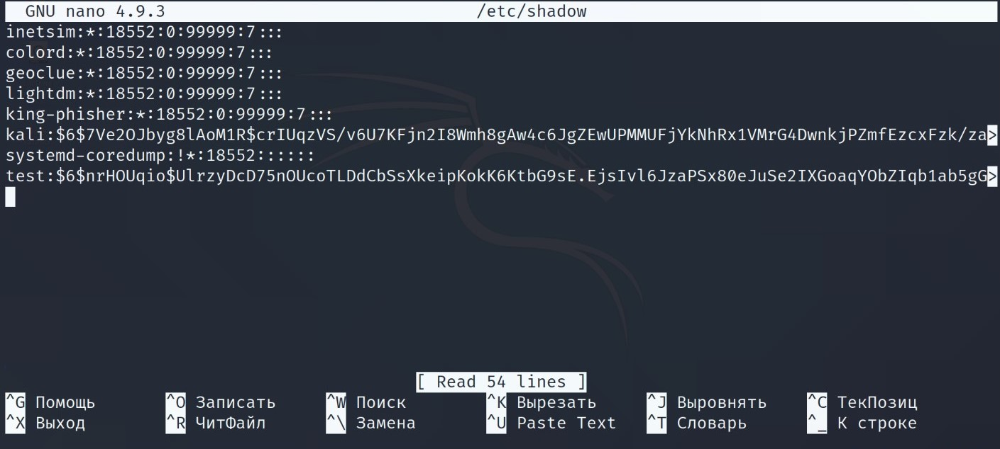 GNU nano 4.9.3 /etc/shadow
inetsim:*:18552:0:99999:7:::
colord:*:18552:0:99999:7:::
geoclue:*:18552:0:99999:7:::
lightdm:*:18552:0:99999:7:::
king-phisher:*:18552:0:99999:7:::
kali:$6$7Ve2OJbyg8lAoM1R$crIUqzVS/v6U7KFjn2I8Wmh8gAw4c6JgZEwUPMMUFjYkNhRx1VMrG4DwnkjPZmfEzcxFzk/za>
systemd-coredump:!*:18552::::::
test:$6$nrHOUqio$UlrzyDcD75nOUcoTLDdCbSsXkeipKokK6KtbG9sE.EjsIvl6JzaPSx80eJuSe2IXGoaqYObZIqb1ab5gG>
[ Read 54 lines ]
^G Помощь ^O Записать ^W Поиск ^K Вырезать ^J Выровнять ^C ТекПозиц
^X Выход ^R ЧитФайл ^\ Замена ^U Paste Text ^T Словарь ^_ К строке